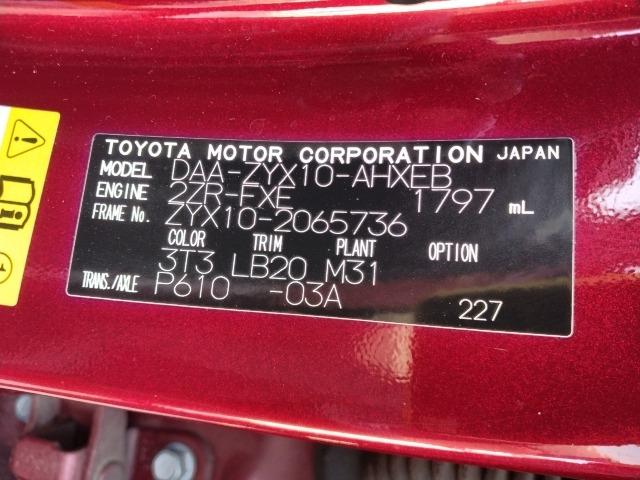 TOYOTA MOTOR CORPORATION JAPAN
MODEL DAA-ZYX10-AHXEB
ENGINE 2ZR-FXE 1797 mL
FRAME No. ZYX10-2065736
COLOR TRIM PLANT OPTION
3T3 LB20 M31
TRANS./AXLE P610 -03A
227